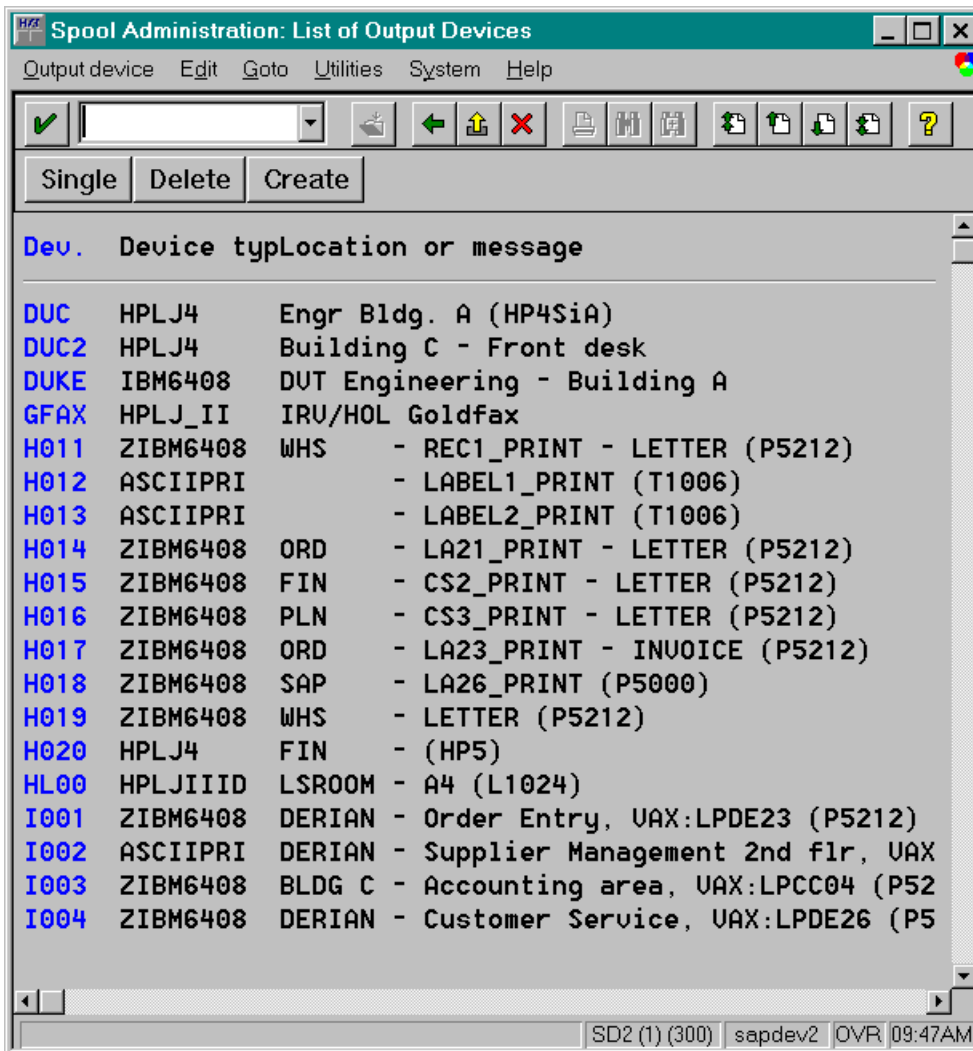 Spool Administration: List of Output Devices
Output device Edit Goto Utilities System Help
Single Delete Create
Dev. Device typLocation or message
DUC HPLJ4 Engr Bldg. A (HP4SiA)
DUC2 HPLJ4 Building C - Front desk
DUKE IBM6408 DVT Engineering - Building A
GFAX HPLJ_II IRV/HOL Goldfax
H011 ZIBM6408 WHS - REC1_PRINT - LETTER (P5212)
H012 ASCIIPRI - LABEL1_PRINT (T1006)
H013 ASCIIPRI - LABEL2_PRINT (T1006)
H014 ZIBM6408 ORD - LA21_PRINT - LETTER (P5212)
H015 ZIBM6408 FIN - CS2_PRINT - LETTER (P5212)
H016 ZIBM6408 PLN - CS3_PRINT - LETTER (P5212)
H017 ZIBM6408 ORD - LA23_PRINT - INVOICE (P5212)
H018 ZIBM6408 SAP - LA26_PRINT (P5000)
H019 ZIBM6408 WHS - LETTER (P5212)
H020 HPLJ4 FIN - (HP5)
HL00 HPLJIIID LSROOM - A4 (L1024)
I001 ZIBM6408 DERIAN - Order Entry, VAX:LPDE23 (P5212)
I002 ASCIIPRI DERIAN - Supplier Management 2nd flr, VAX
I003 ZIBM6408 BLDG C - Accounting area, VAX:LPCC04 (P52
I004 ZIBM6408 DERIAN - Customer Service, VAX:LPDE26 (P5
SD2 (1) (300) sapdev2 OVR 09:47AM